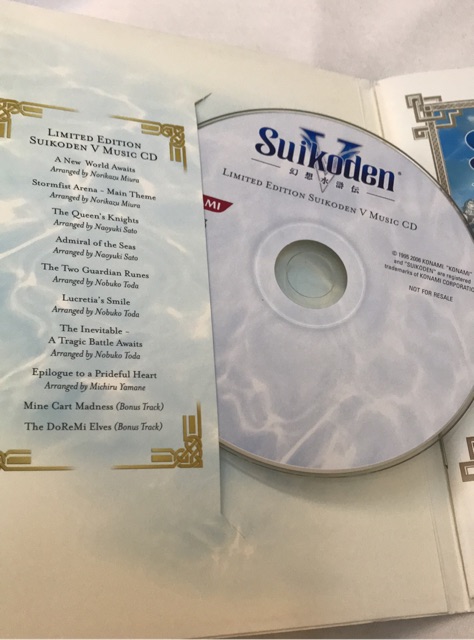 Limited Edition
Suikoden V Music CD
A New World Awaits
Arranged by Norikazu Miura
Stormfist Arena - Main Theme
Arranged by Norikazu Miura
The Queen's Knights
Arranged by Naoyuki Sato
Admiral of the Seas
Arranged by Naoyuki Sato
The Two Guardian Runes
Arranged by Nobuko Toda
Lucretia's Smile
Arranged by Nobuko Toda
The Inevitable -
A Tragic Battle Awaits
Arranged by Nobuko Toda
Epilogue to a Prideful Heart
Arranged by Michiru Yamane
Mine Cart Madness (Bonus Track)
The DoReMi Elves (Bonus Track)
Suikoden V
幻想水滸伝
Limited Edition Suikoden V Music CD
MI
© 1995 2006 KONAMI "KONAMI"
and "SUIKODEN" are registered
trademarks of KONAMI CORPORATION
NOT FOR RESALE